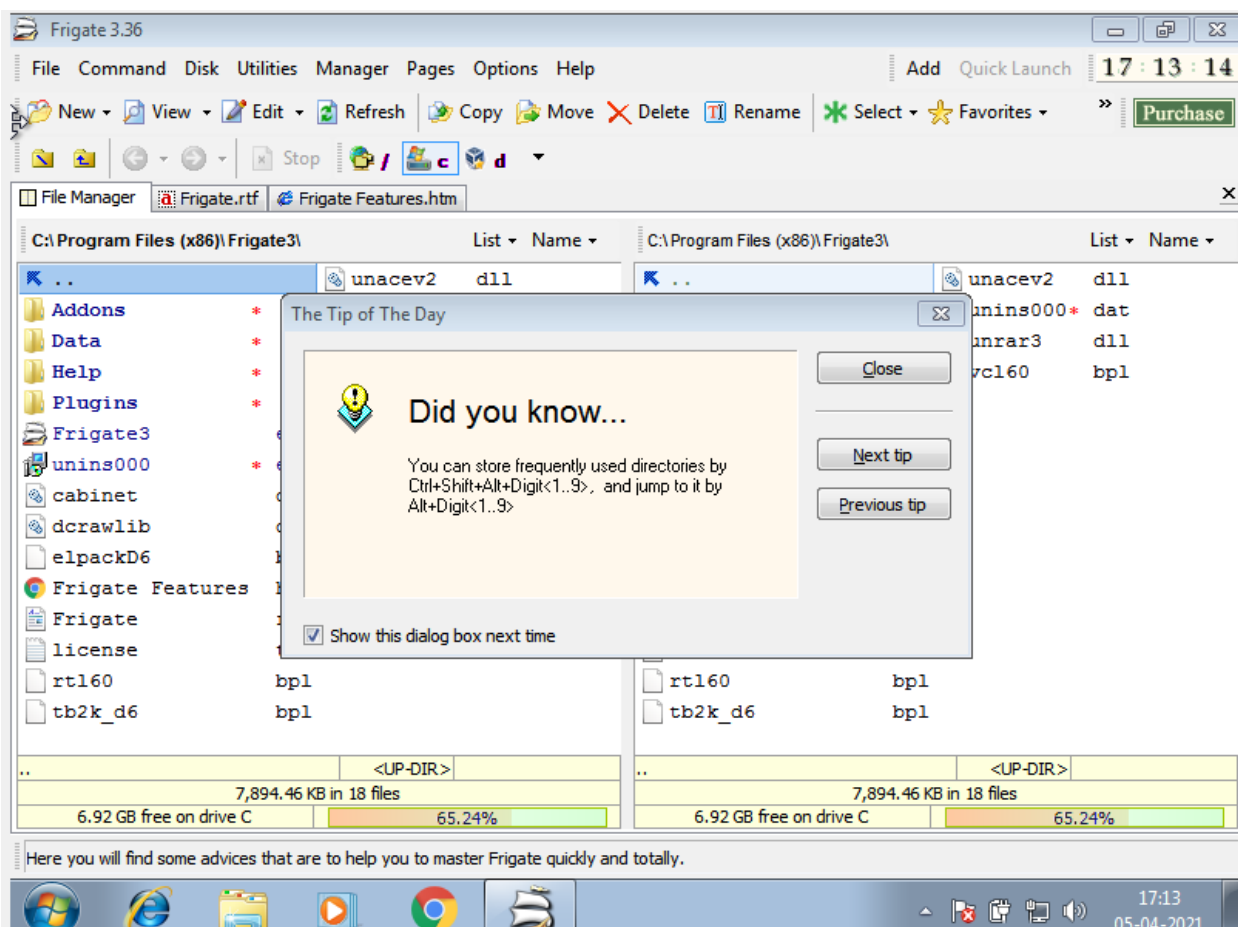 Frigate 3.36
File Command Disk Utilities Manager Pages Options Help Add Quick Launch 17 : 13 : 14
New View Edit Refresh Copy Move Delete Rename Select Favorites » Purchase
Stop / c d
File Manager Frigate.rtf Frigate Features.htm
C:\Program Files (x86)\Frigate3\ List Name C:\Program Files (x86)\Frigate3\ List Name
.. unacev2 dll .. unacev2 dll
Addons * The Tip of The Day unins000* dat
Data * unrar3 dll
Help * Close vcl60 bpl
Plugins * Did you know...
Frigate3
unins000 * You can store frequently used directories by Next tip
cabinet Ctrl+Shift+Alt+Digit<1..9>, and jump to it by
dcrawlib Alt+Digit<1..9> Previous tip
elpackD6
Frigate Features
Frigate Show this dialog box next time
license
rtl60 bpl rtl60 bpl
tb2k_d6 bpl tb2k_d6 bpl
.. <UP-DIR> .. <UP-DIR>
7,894.46 KB in 18 files 7,894.46 KB in 18 files
6.92 GB free on drive C 65.24% 6.92 GB free on drive C 65.24%
Here you will find some advices that are to help you to master Frigate quickly and totally.
17:13
05-04-2021